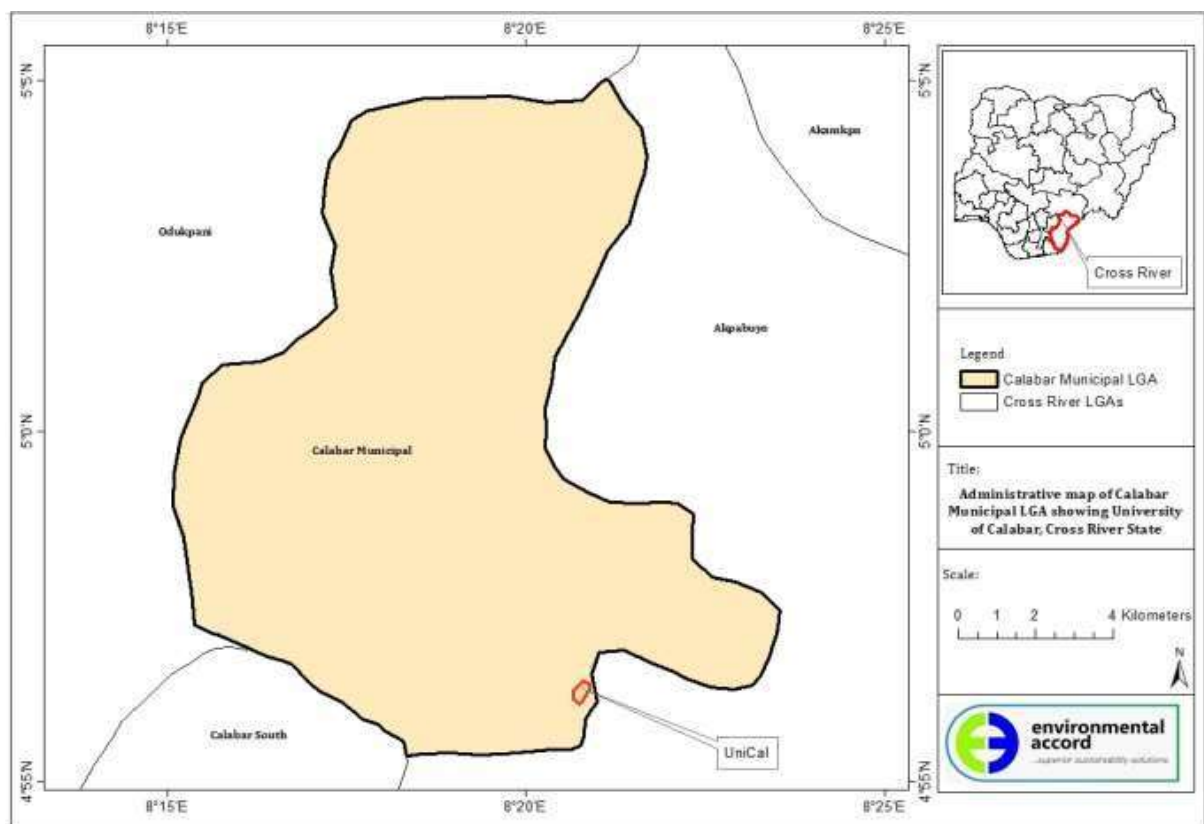 8°15'E
8°20'E
8°25'E
5°5'N
5°5'N
Akamkpa
Odukpani
Cross River
Akpabuyo
Legend
Calabar Municipal LGA
Cross River LGAs
5°0'N
5°0'N
Calabar Municipal
Title:
Administrative map of Calabar
Municipal LGA showing University
of Calabar, Cross River State
Scale:
0 1 2 4 Kilometers
N
Calabar South
UniCal
environmental
accord
...superior sustainability solutions
4°55'N
4°55'N
8°15'E
8°20'E
8°25'E